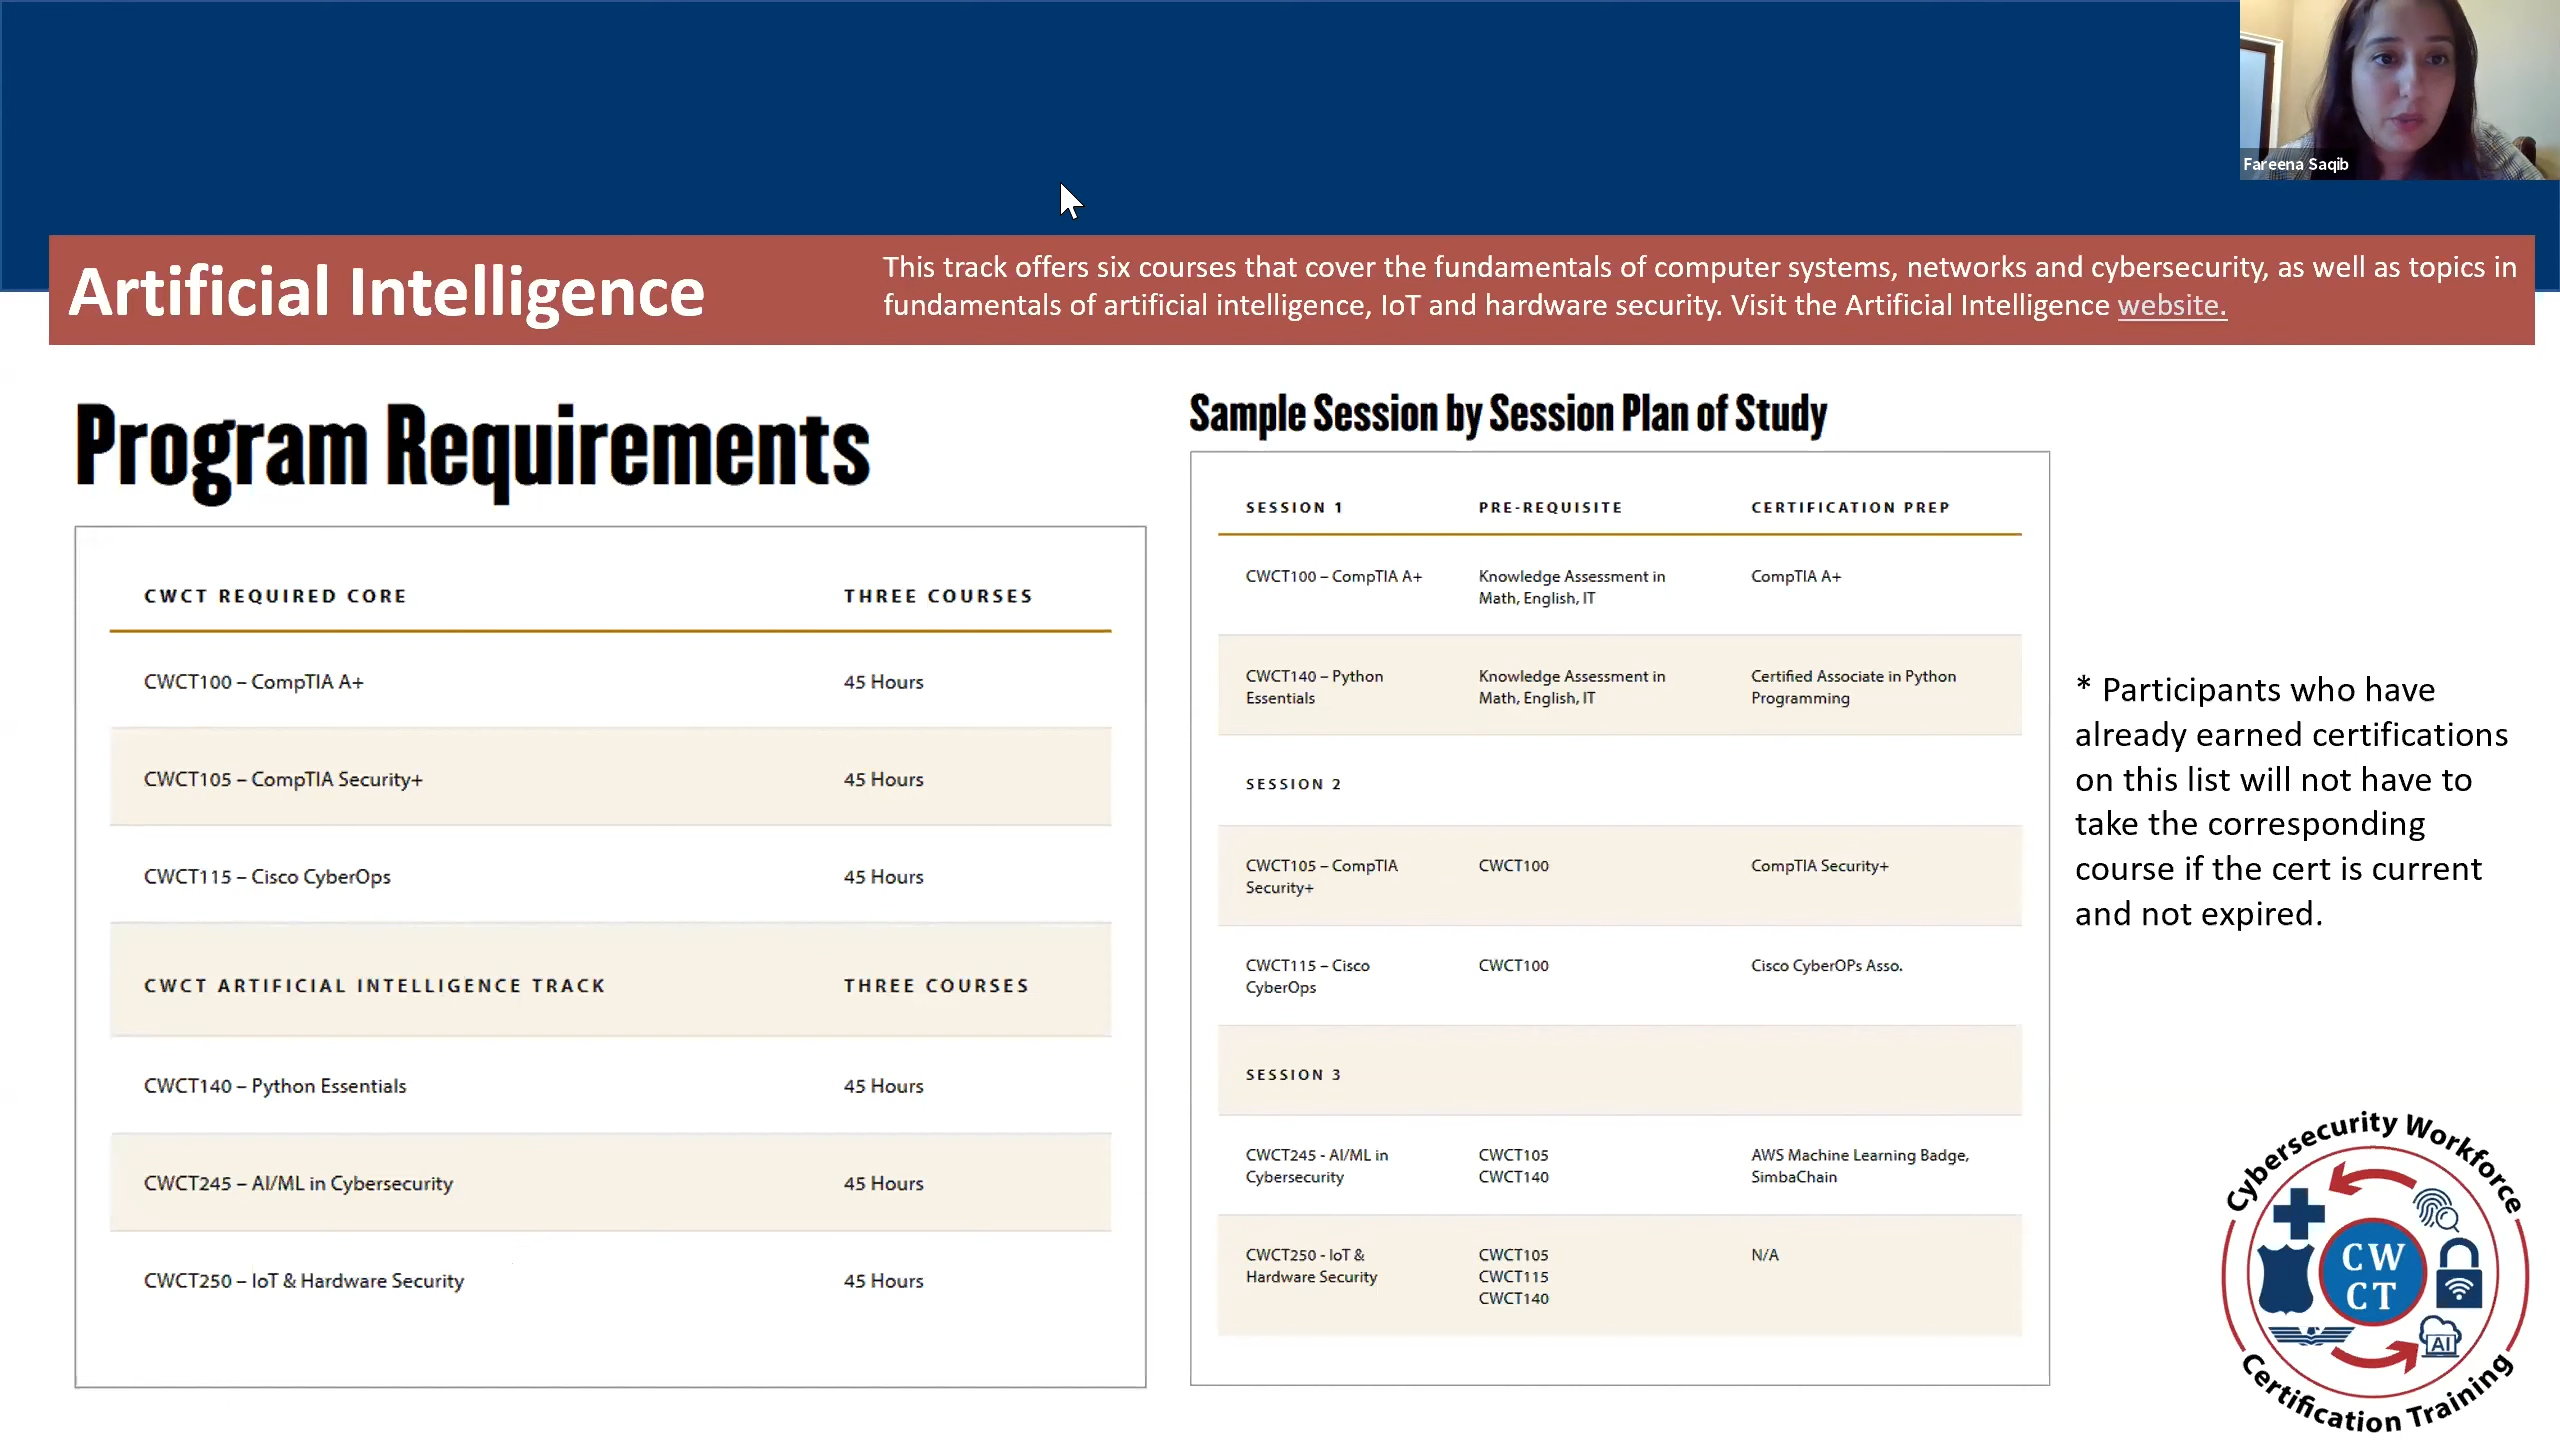 Fareena Saqib
Artificial Intelligence
This track offers six courses that cover the fundamentals of computer systems, networks and cybersecurity, as well as topics in
fundamentals of artificial intelligence, IoT and hardware security. Visit the Artificial Intelligence website.
Program Requirements
CWCT REQUIRED CORE THREE COURSES
CWCT100 – CompTIA A+ 45 Hours
CWCT105 – CompTIA Security+ 45 Hours
CWCT115 – Cisco CyberOps 45 Hours
CWCT ARTIFICIAL INTELLIGENCE TRACK THREE COURSES
CWCT140 – Python Essentials 45 Hours
CWCT245 – AI/ML in Cybersecurity 45 Hours
CWCT250 – IoT & Hardware Security 45 Hours
Sample Session by Session Plan of Study
SESSION 1 PRE-REQUISITE CERTIFICATION PREP
CWCT100 – CompTIA A+ Knowledge Assessment in CompTIA A+
Math, English, IT
CWCT140 – Python Knowledge Assessment in Certified Associate in Python
Essentials Math, English, IT Programming
SESSION 2
CWCT105 – CompTIA CWCT100 CompTIA Security+
Security+
CWCT115 – Cisco CWCT100 Cisco CyberOPs Asso.
CyberOps
SESSION 3
CWCT245 - AI/ML in CWCT105 AWS Machine Learning Badge,
Cybersecurity CWCT140 SimbaChain
CWCT250 - IoT & CWCT105 N/A
Hardware Security CWCT115
CWCT140
* Participants who have
already earned certifications
on this list will not have to
take the corresponding
course if the cert is current
and not expired.
Cybersecurity Workforce
CW
CT
AI
Certification Training